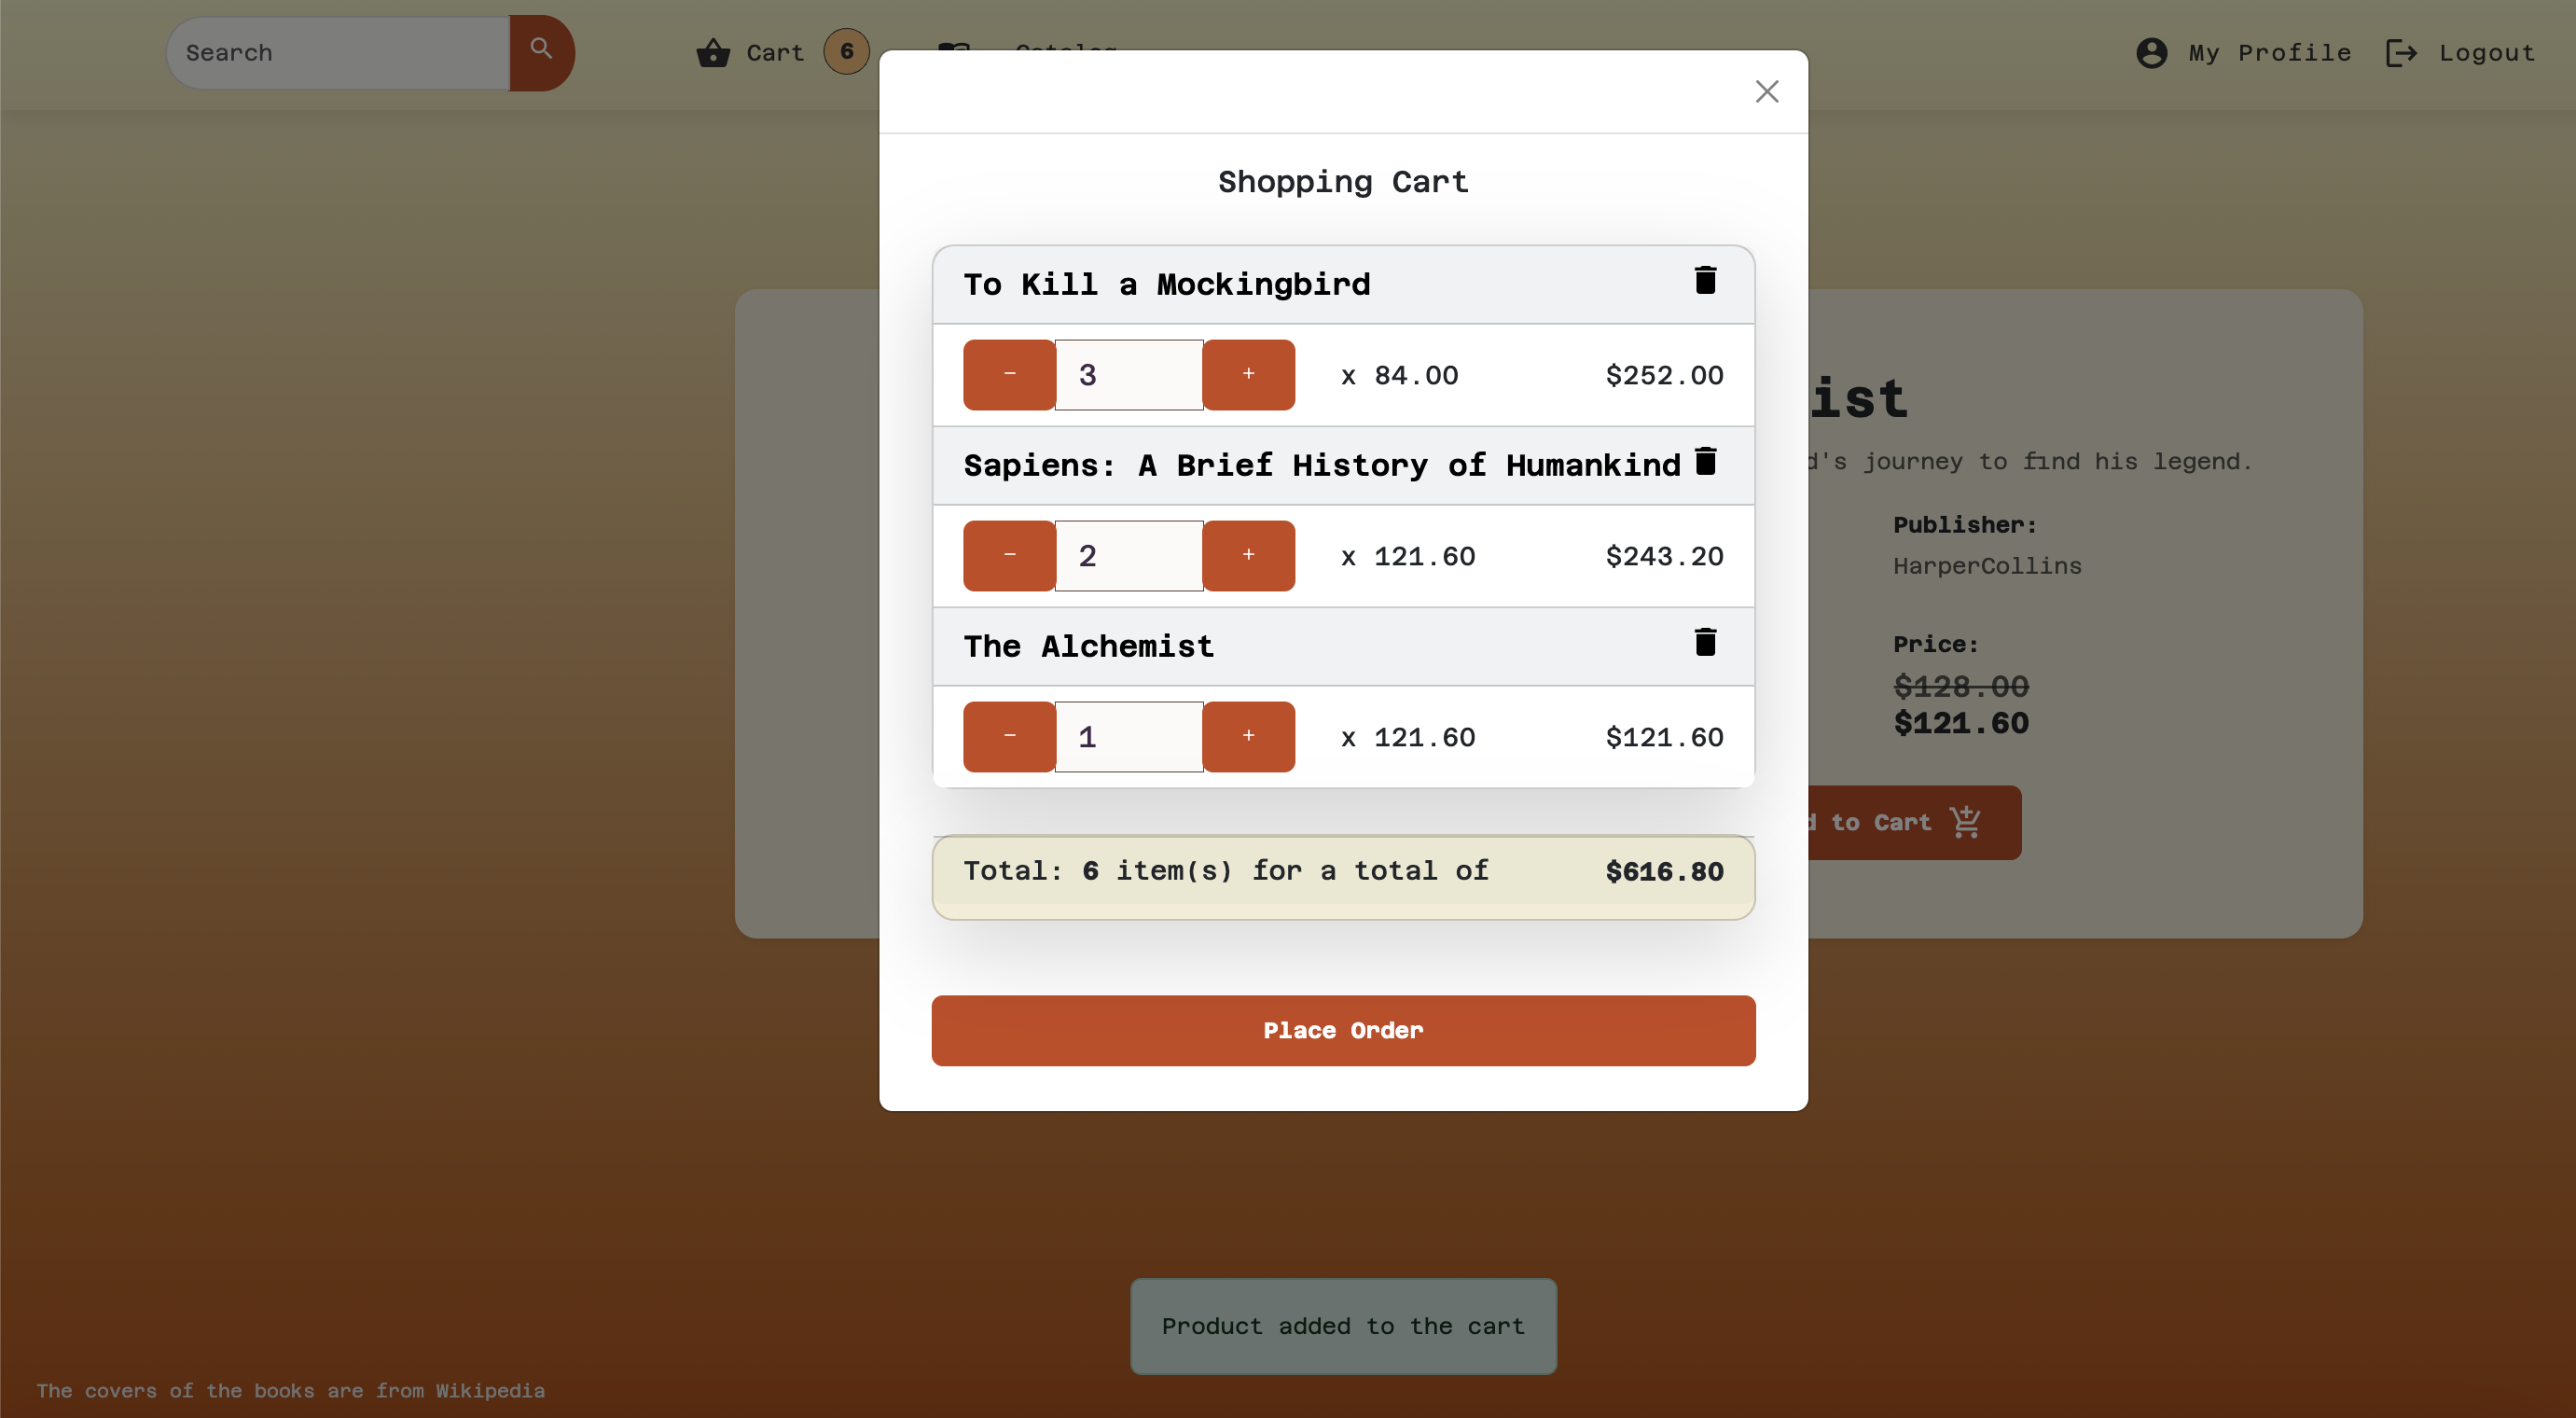 Search
Cart 6
My Profile
Logout
Shopping Cart
To Kill a Mockingbird
− 3 + x 84.00 $252.00
Sapiens: A Brief History of Humankind
− 2 + x 121.60 $243.20
The Alchemist
− 1 + x 121.60 $121.60
Total: 6 item(s) for a total of $616.80
Place Order
ist
d's journey to find his legend.
Publisher:
HarperCollins
Price:
$128.00
$121.60
d to Cart
Product added to the cart
The covers of the books are from Wikipedia